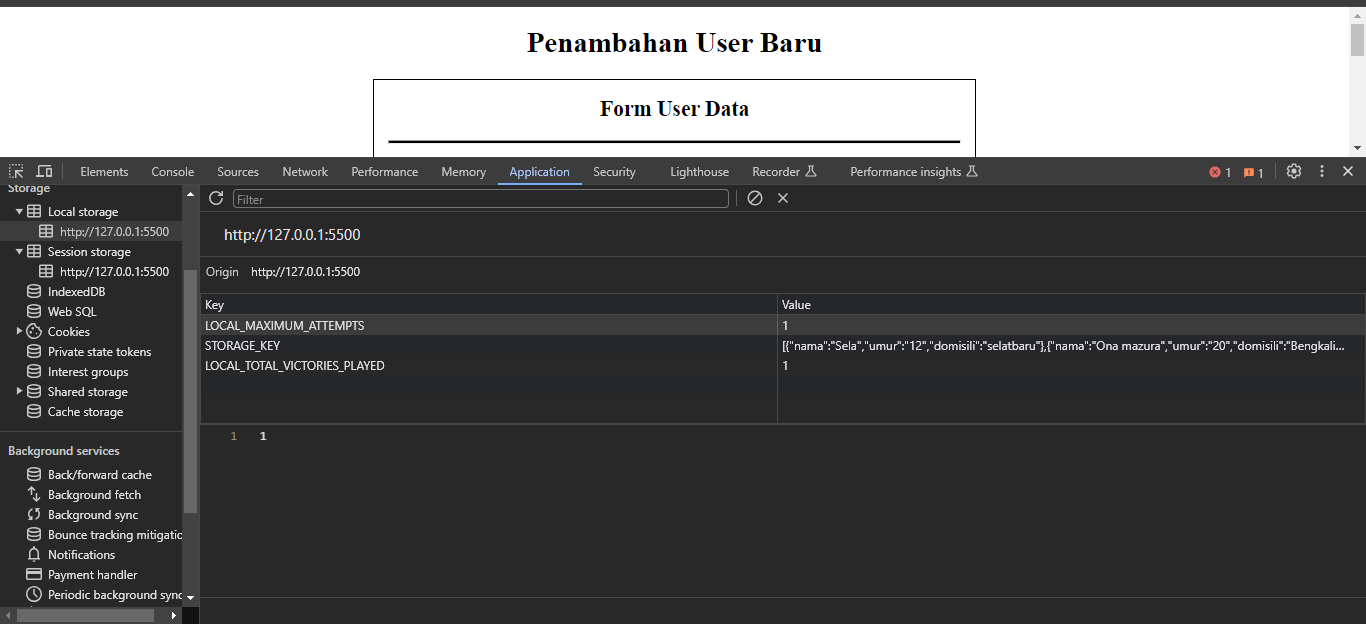 Penambahan User Baru
Form User Data
Elements Console Sources Network Performance Memory Application Security Lighthouse Recorder Performance insights 1 1
Storage
Local storage
http://127.0.0.1:5500
Session storage
http://127.0.0.1:5500
IndexedDB
Web SQL
Cookies
Private state tokens
Interest groups
Shared storage
Cache storage
Background services
Back/forward cache
Background fetch
Background sync
Bounce tracking mitigatio
Notifications
Payment handler
Periodic background sync
Filter
http://127.0.0.1:5500
Origin http://127.0.0.1:5500
Key Value
LOCAL_MAXIMUM_ATTEMPTS 1
STORAGE_KEY [{"nama":"Sela","umur":"12","domisili":"selatbaru"},{"nama":"Ona mazura","umur":"20","domisili":"Bengkali...
LOCAL_TOTAL_VICTORIES_PLAYED 1
1 1